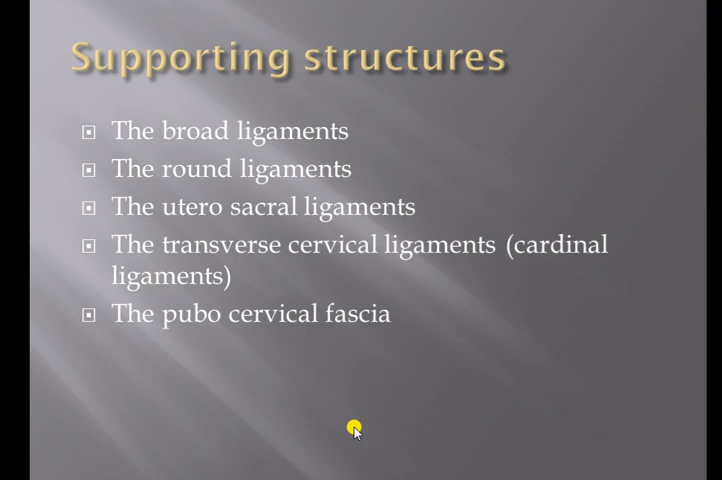 Supporting structures
The broad ligaments
The round ligaments
The utero sacral ligaments
The transverse cervical ligaments (cardinal
ligaments)
The pubo cervical fascia